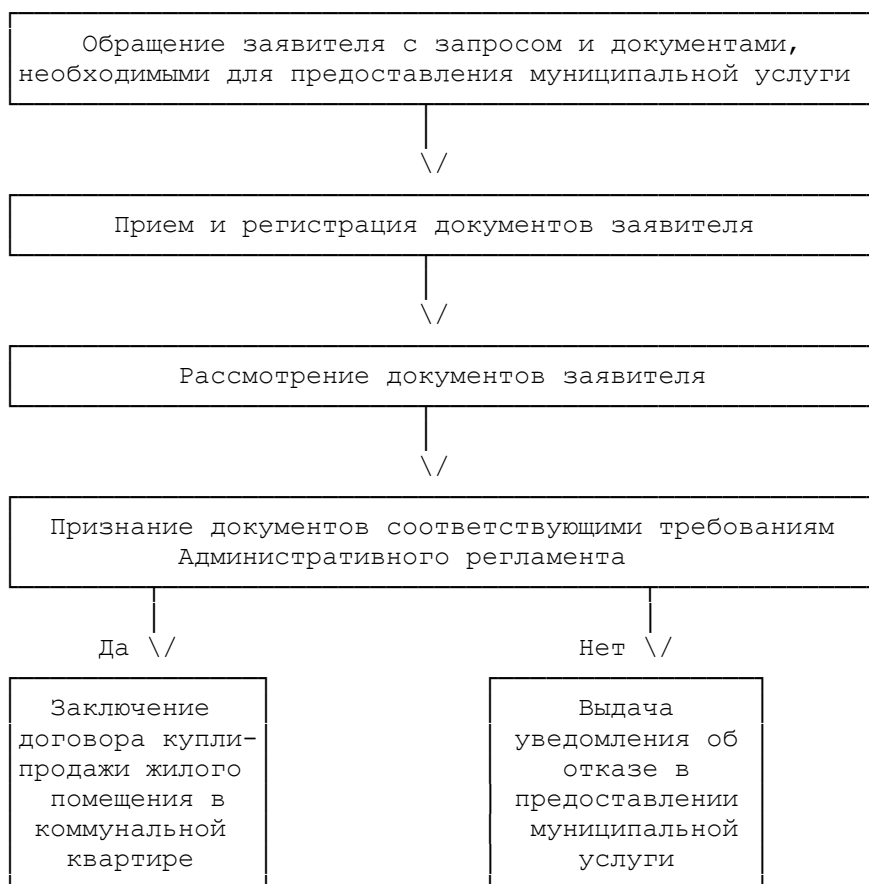 Обращение заявителя с запросом и документами,
необходимыми для предоставления муниципальной услуги
\/
Прием и регистрация документов заявителя
\/
Рассмотрение документов заявителя
\/
Признание документов соответствующими требованиям
Административного регламента
Да \/
Нет \/
Заключение
договора купли-
продажи жилого
помещения в
коммунальной
квартире
Выдача
уведомления об
отказе в
предоставлении
муниципальной
услуги